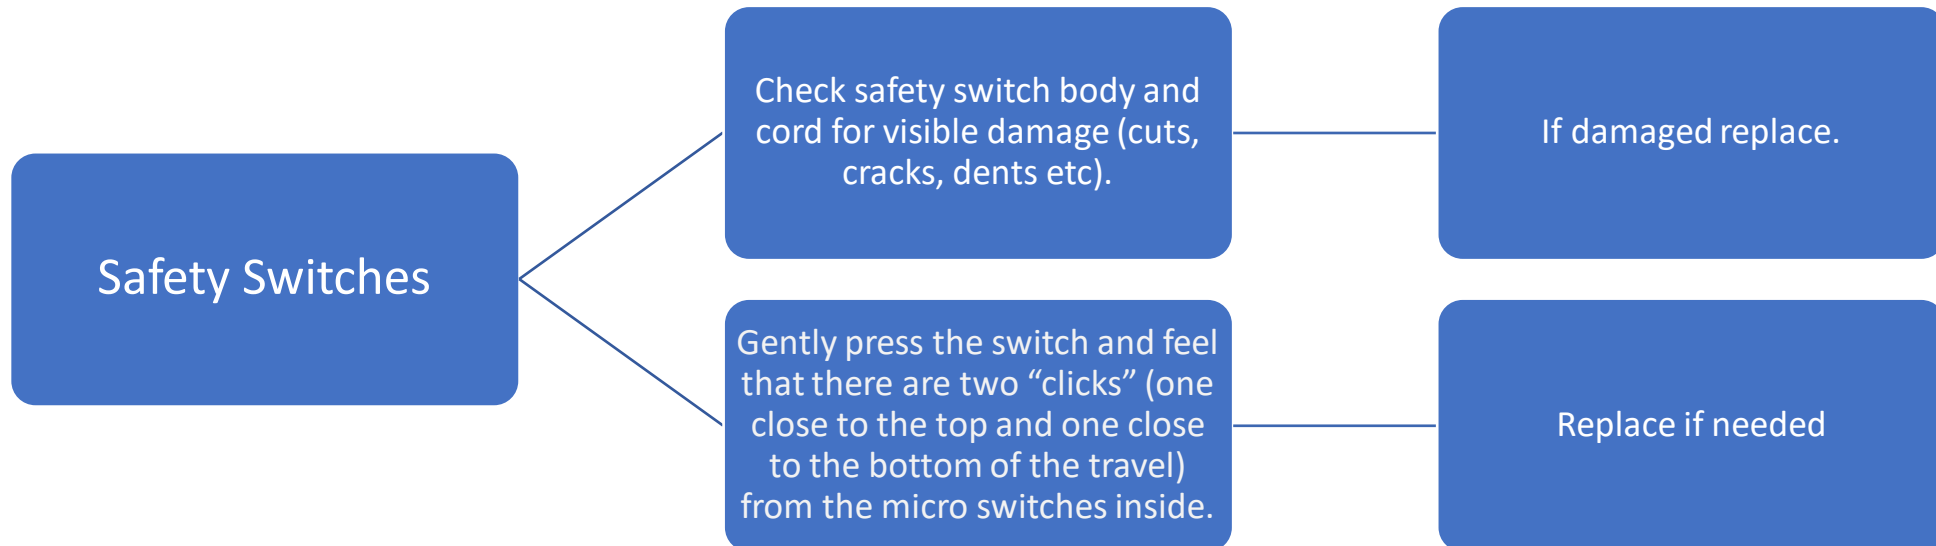 Safety Switches
Check safety switch body and
cord for visible damage (cuts,
cracks, dents etc).
If damaged replace.
Gently press the switch and feel
that there are two “clicks” (one
close to the top and one close
to the bottom of the travel)
from the micro switches inside.
Replace if needed